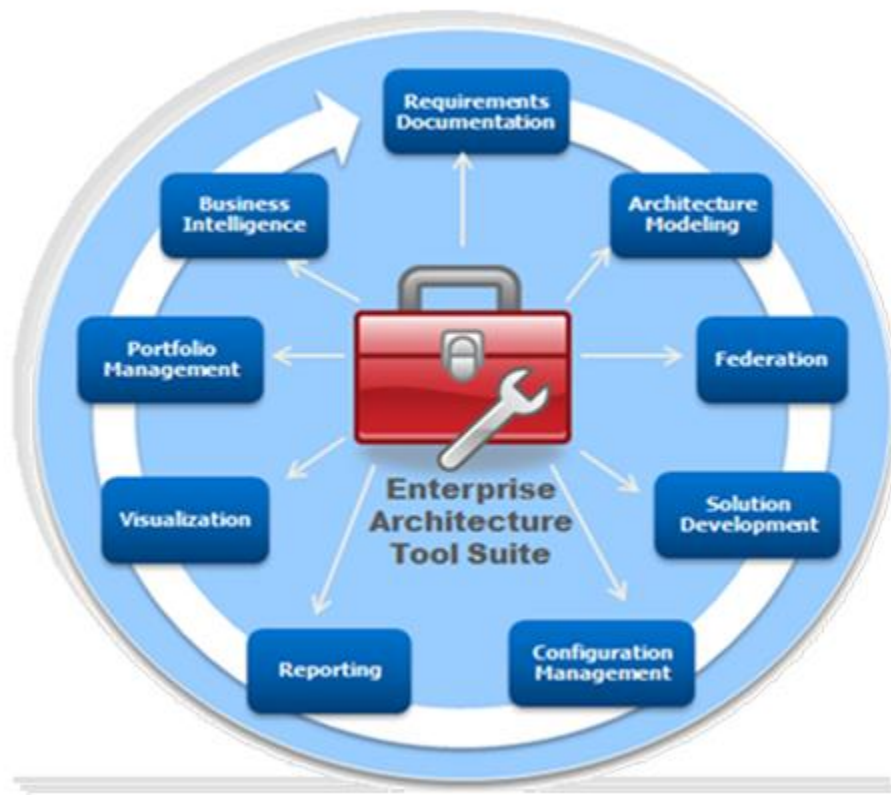 Requirements
Documentation
Architecture
Modeling
Federation
Solution
Development
Configuration
Management
Reporting
Visualization
Portfolio
Management
Business
Intelligence
Enterprise
Architecture
Tool Suite